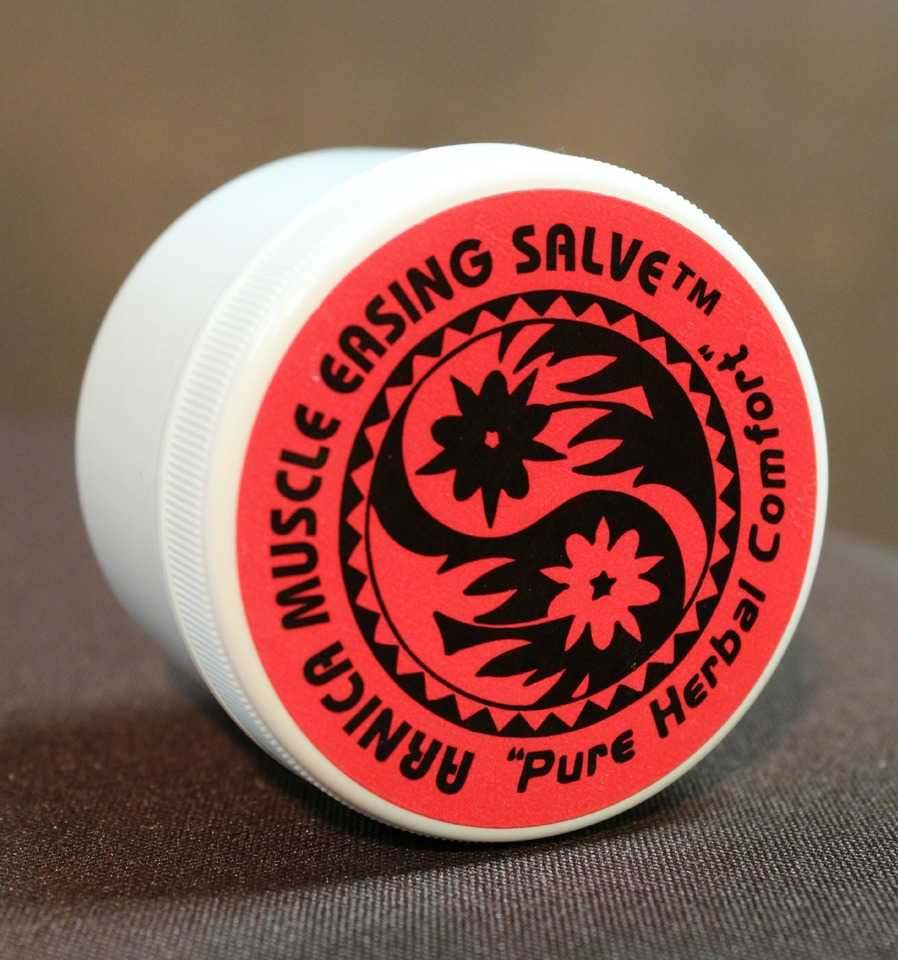 ARNICA MUSCLE EASING SALVE™
"Pure Herbal Comfort"